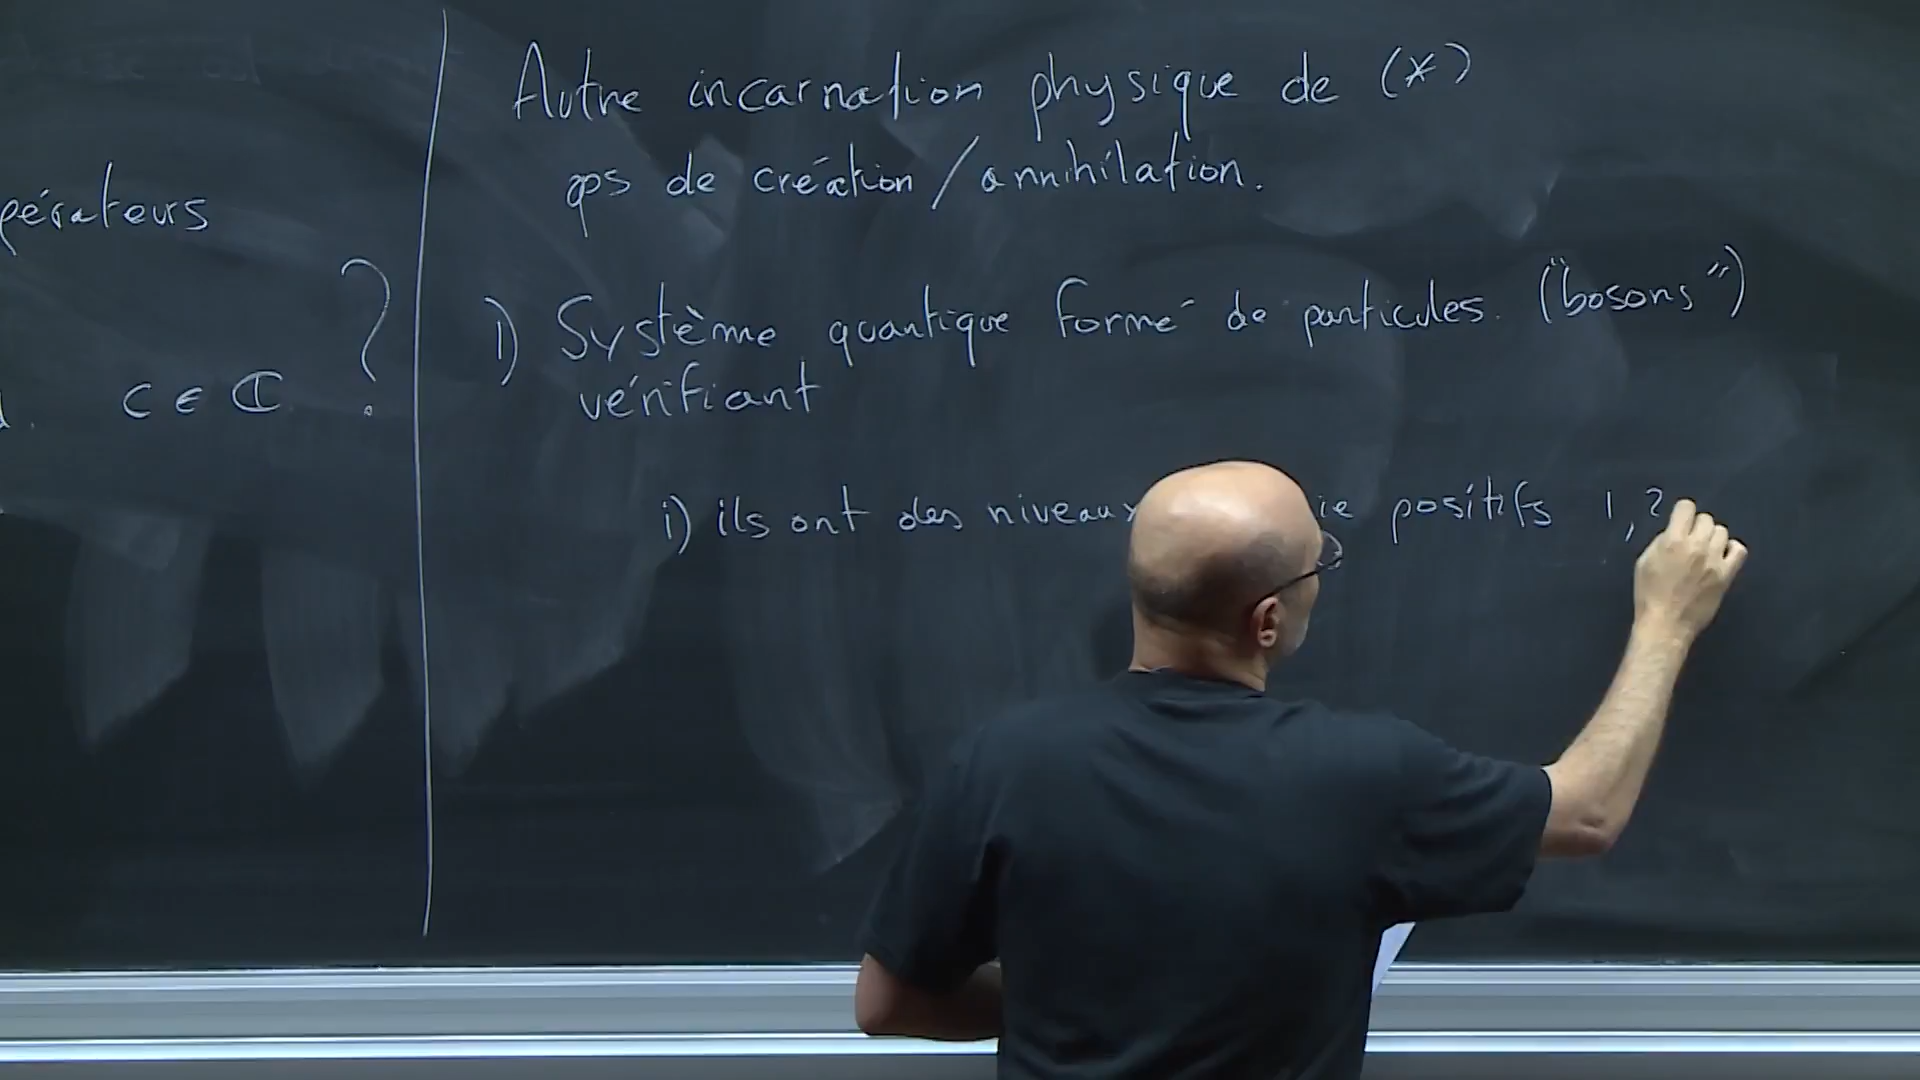 pérateurs
?
c ∈ ℂ
Autre incarnation physique de (*)
ops de création/annihilation.
1) Système quantique formé de particules. ("bosons")
vérifiant
i) ils ont des niveaux ie positifs 1, 2